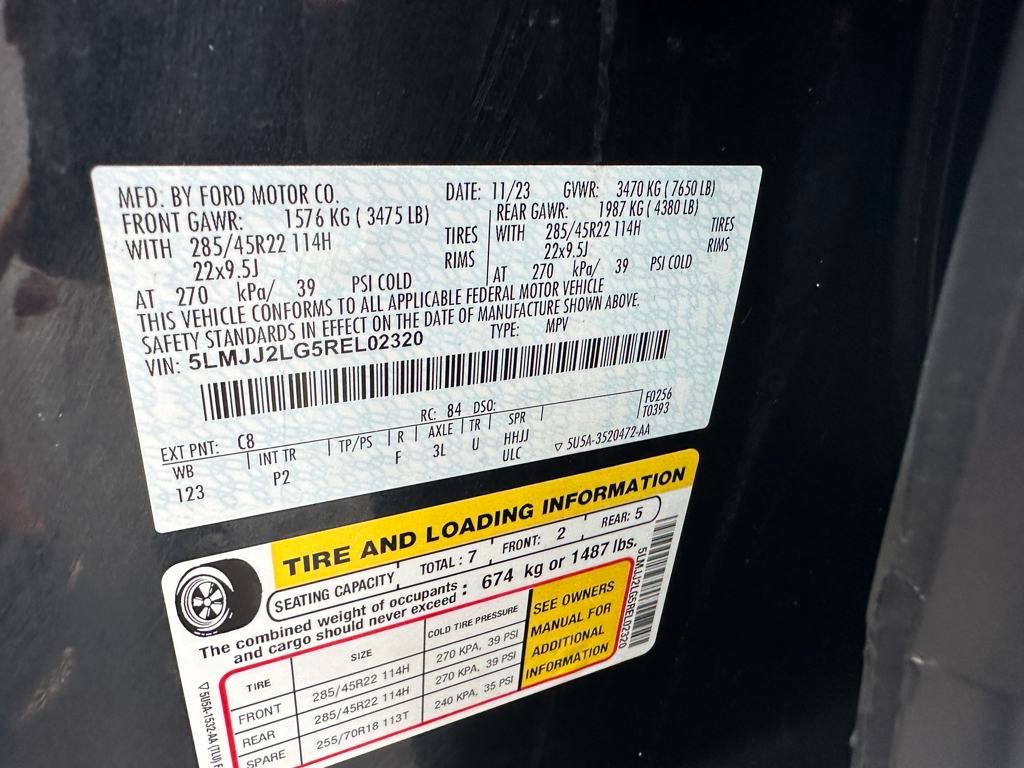 MFD. BY FORD MOTOR CO. DATE: 11/23 GVWR: 3470 KG ( 7650 LB)
FRONT GAWR: 1576 KG ( 3475 LB) REAR GAWR: 1987 KG ( 4380 LB)
WITH 285/45R22 114H TIRES WITH 285/45R22 114H TIRES
22x9.5J RIMS 22x9.5J RIMS
AT 270 kPa/ 39 PSI COLD AT 270 kPa/ 39 PSI COLD
THIS VEHICLE CONFORMS TO ALL APPLICABLE FEDERAL MOTOR VEHICLE
SAFETY STANDARDS IN EFFECT ON THE DATE OF MANUFACTURE SHOWN ABOVE.
VIN: 5LMJJ2LG5REL02320 TYPE: MPV
EXT PNT: C8 RC: 84 DSO: F0256
T0393
WB INT TR TP/PS R AXLE TR SPR
123 P2 F 3L U HHJJ
ULC
▽ 5U5A-3520472-AA
TIRE AND LOADING INFORMATION
SEATING CAPACITY TOTAL : 7 FRONT: 2 REAR: 5
The combined weight of occupants and cargo should never exceed : 674 kg or 1487 lbs.
TIRE SIZE COLD TIRE PRESSURE
FRONT 285/45R22 114H 270 KPA, 39 PSI
REAR 285/45R22 114H 270 KPA, 39 PSI
SPARE 255/70R18 113T 240 KPA, 35 PSI
SEE OWNERS
MANUAL FOR
ADDITIONAL
INFORMATION
5LMJJ2LG5REL02320
▽ 5U5A-1532-AA (TLU)